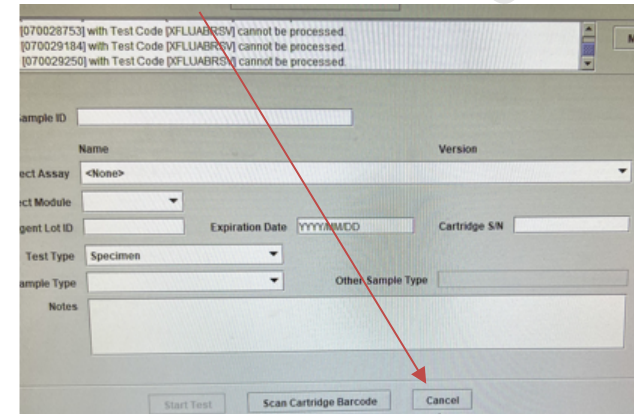 [070028753] with Test Code [XFLUABRSV] cannot be processed.
[070029184] with Test Code [XFLUABRSV] cannot be processed.
[070029250] with Test Code [XFLUABRSV] cannot be processed.
M
ample ID
Name Version
ect Assay <None>
ect Module
gent Lot ID Expiration Date YYYY/MM/DD Cartridge S/N
Test Type Specimen
ample Type Other Sample Type
Notes
Start Test Scan Cartridge Barcode Cancel